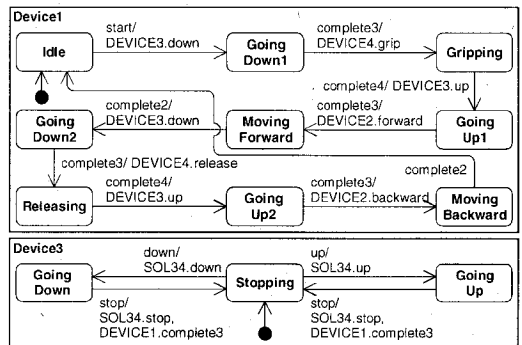 Device1
start/
DEVICE3.down
complete3/
DEVICE4.grip
Idle
Going
Down1
Gripping
complete4/ DEVICE3.up
complete2/
DEVICE3.down
complete3/
DEVICE2.forward
Going
Down2
Moving
Forward
Going
Up1
complete3/ DEVICE4.release
complete2
complete4/
DEVICE3.up
complete3/
DEVICE2.backward
Releasing
Going
Up2
Moving
Backward
Device3
down/
SOL34.down
up/
SOL34.up
Going
Down
Stopping
Going
Up
stop/
SOL34.stop,
DEVICE1.complete3
stop/
SOL34.stop,
DEVICE1.complete3